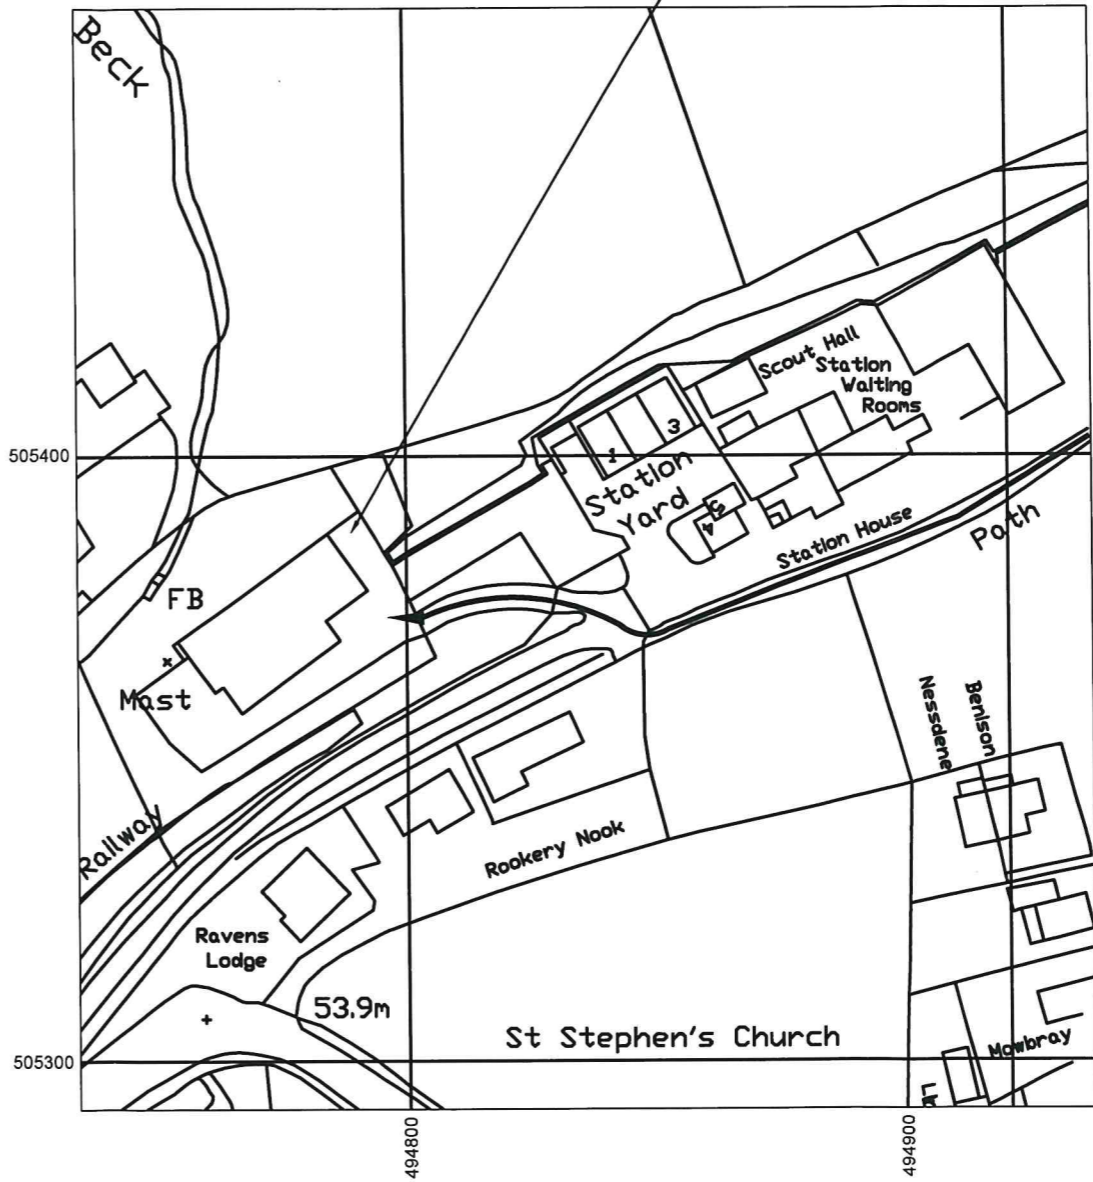 Beck
Scout Hall
Station
Waiting
Rooms
3
1
Station
Yard
5
4
Station House
Path
505400
FB
Mast
Nessdene
Benison
Railway
Rookery Nook
Ravens
Lodge
53.9m
St Stephen's Church
Mowbray
505300
494800
494900